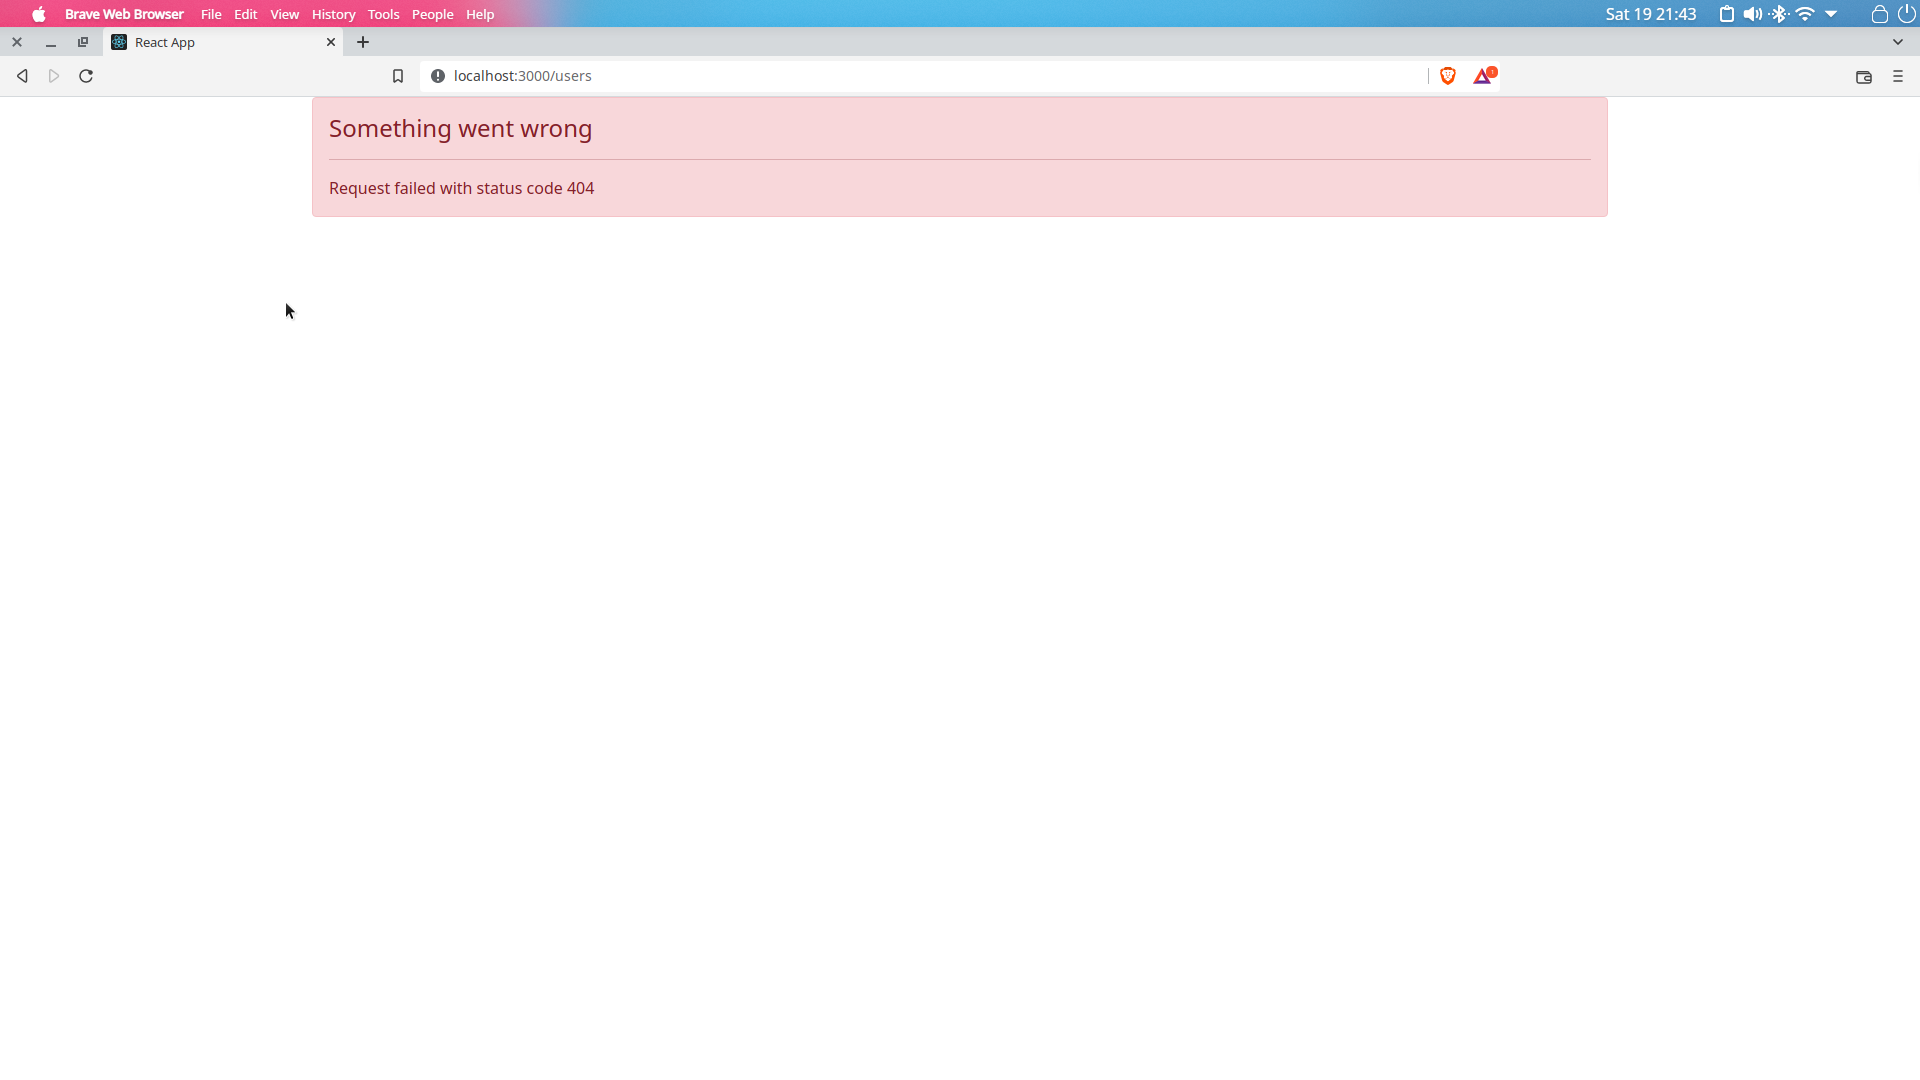 Brave Web Browser File Edit View History Tools People Help Sat 19 21:43
React App
localhost:3000/users
Something went wrong
Request failed with status code 404